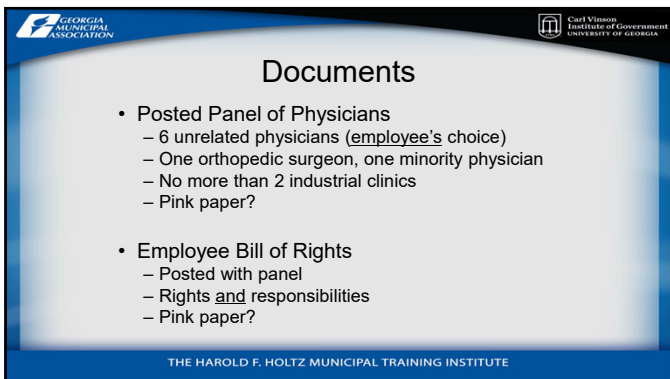 GEORGIA
MUNICIPAL
ASSOCIATION
Carl Vinson
Institute of Government
UNIVERSITY OF GEORGIA
Documents
• Posted Panel of Physicians
– 6 unrelated physicians (employee’s choice)
– One orthopedic surgeon, one minority physician
– No more than 2 industrial clinics
– Pink paper?
• Employee Bill of Rights
– Posted with panel
– Rights and responsibilities
– Pink paper?
THE HAROLD F. HOLTZ MUNICIPAL TRAINING INSTITUTE